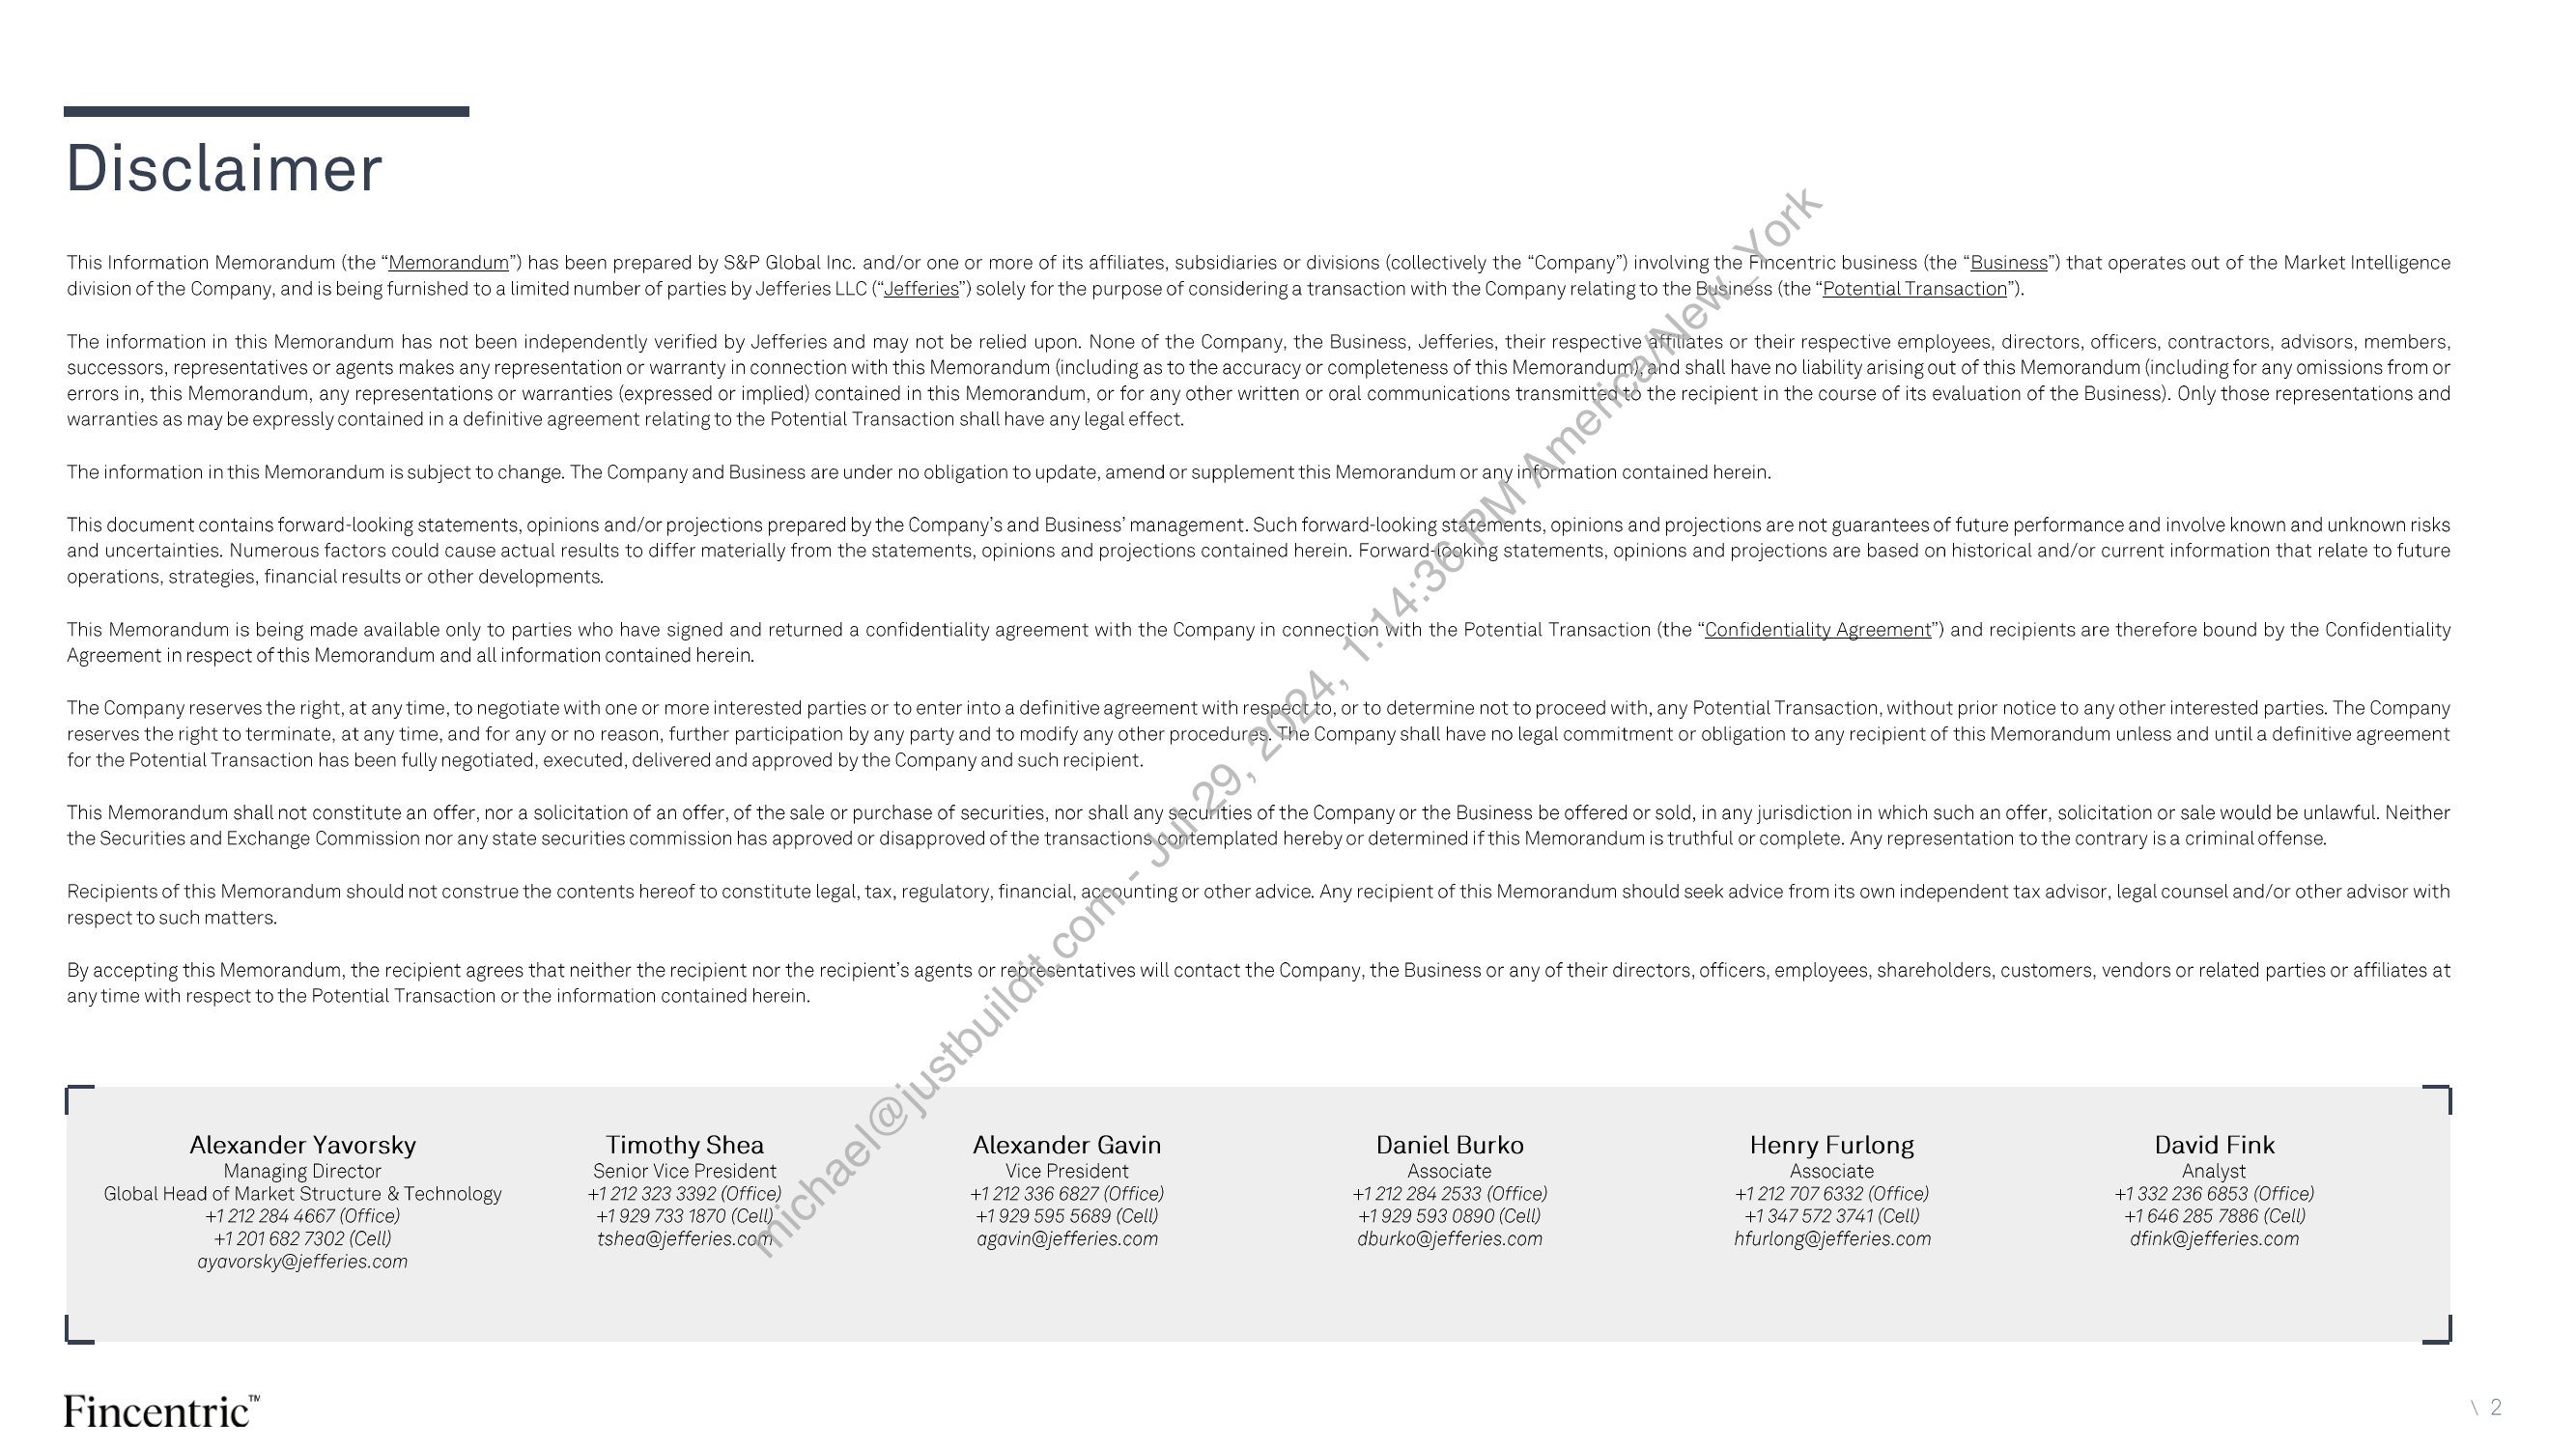 Disclaimer
This Information Memorandum (the “Memorandum”) has been prepared by S&P Global Inc. and/or one or more of its affiliates, subsidiaries or divisions (collectively the “Company”) involving the Fincentric business (the “Business”) that operates out of the Market Intelligence
division of the Company, and is being furnished to a limited number of parties by Jefferies LLC (“Jefferies”) solely for the purpose of considering a transaction with the Company relating to the Business (the “Potential Transaction”).
The information in this Memorandum has not been independently verified by Jefferies and may not be relied upon. None of the Company, the Business, Jefferies, their respective affiliates or their respective employees, directors, officers, contractors, advisors, members,
successors, representatives or agents makes any representation or warranty in connection with this Memorandum (including as to the accuracy or completeness of this Memorandum), and shall have no liability arising out of this Memorandum (including for any omissions from or
errors in, this Memorandum, any representations or warranties (expressed or implied) contained in this Memorandum, or for any other written or oral communications transmitted to the recipient in the course of its evaluation of the Business). Only those representations and
warranties as may be expressly contained in a definitive agreement relating to the Potential Transaction shall have any legal effect.
The information in this Memorandum is subject to change. The Company and Business are under no obligation to update, amend or supplement this Memorandum or any information contained herein.
This document contains forward-looking statements, opinions and/or projections prepared by the Company’s and Business’ management. Such forward-looking statements, opinions and projections are not guarantees of future performance and involve known and unknown risks
and uncertainties. Numerous factors could cause actual results to differ materially from the statements, opinions and projections contained herein. Forward-looking statements, opinions and projections are based on historical and/or current information that relate to future
operations, strategies, financial results or other developments.
This Memorandum is being made available only to parties who have signed and returned a confidentiality agreement with the Company in connection with the Potential Transaction (the “Confidentiality Agreement”) and recipients are therefore bound by the Confidentiality
Agreement in respect of this Memorandum and all information contained herein.
The Company reserves the right, at any time, to negotiate with one or more interested parties or to enter into a definitive agreement with respect to, or to determine not to proceed with, any Potential Transaction, without prior notice to any other interested parties. The Company
reserves the right to terminate, at any time, and for any or no reason, further participation by any party and to modify any other procedures. The Company shall have no legal commitment or obligation to any recipient of this Memorandum unless and until a definitive agreement
for the Potential Transaction has been fully negotiated, executed, delivered and approved by the Company and such recipient.
This Memorandum shall not constitute an offer, nor a solicitation of an offer, of the sale or purchase of securities, nor shall any securities of the Company or the Business be offered or sold, in any jurisdiction in which such an offer, solicitation or sale would be unlawful. Neither
the Securities and Exchange Commission nor any state securities commission has approved or disapproved of the transactions contemplated hereby or determined if this Memorandum is truthful or complete. Any representation to the contrary is a criminal offense.
Recipients of this Memorandum should not construe the contents hereof to constitute legal, tax, regulatory, financial, accounting or other advice. Any recipient of this Memorandum should seek advice from its own independent tax advisor, legal counsel and/or other advisor with
respect to such matters.
By accepting this Memorandum, the recipient agrees that neither the recipient nor the recipient’s agents or representatives will contact the Company, the Business or any of their directors, officers, employees, shareholders, customers, vendors or related parties or affiliates at
any time with respect to the Potential Transaction or the information contained herein.
michael@justbuildit.com - Jul 29, 2024, 1:14:36 PM America/New_York
Alexander Yavorsky
Managing Director
Global Head of Market Structure & Technology
+1 212 284 4667 (Office)
+1 201 682 7302 (Cell)
ayavorsky@jefferies.com
Timothy Shea
Senior Vice President
+1 212 323 3392 (Office)
+1 929 733 1870 (Cell)
tshea@jefferies.com
Alexander Gavin
Vice President
+1 212 336 6827 (Office)
+1 929 595 5689 (Cell)
agavin@jefferies.com
Daniel Burko
Associate
+1 212 284 2533 (Office)
+1 929 593 0890 (Cell)
dburko@jefferies.com
Henry Furlong
Associate
+1 212 707 6332 (Office)
+1 347 572 3741 (Cell)
hfurlong@jefferies.com
David Fink
Analyst
+1 332 236 6853 (Office)
+1 646 285 7886 (Cell)
dfink@jefferies.com
Fincentric™
\ 2